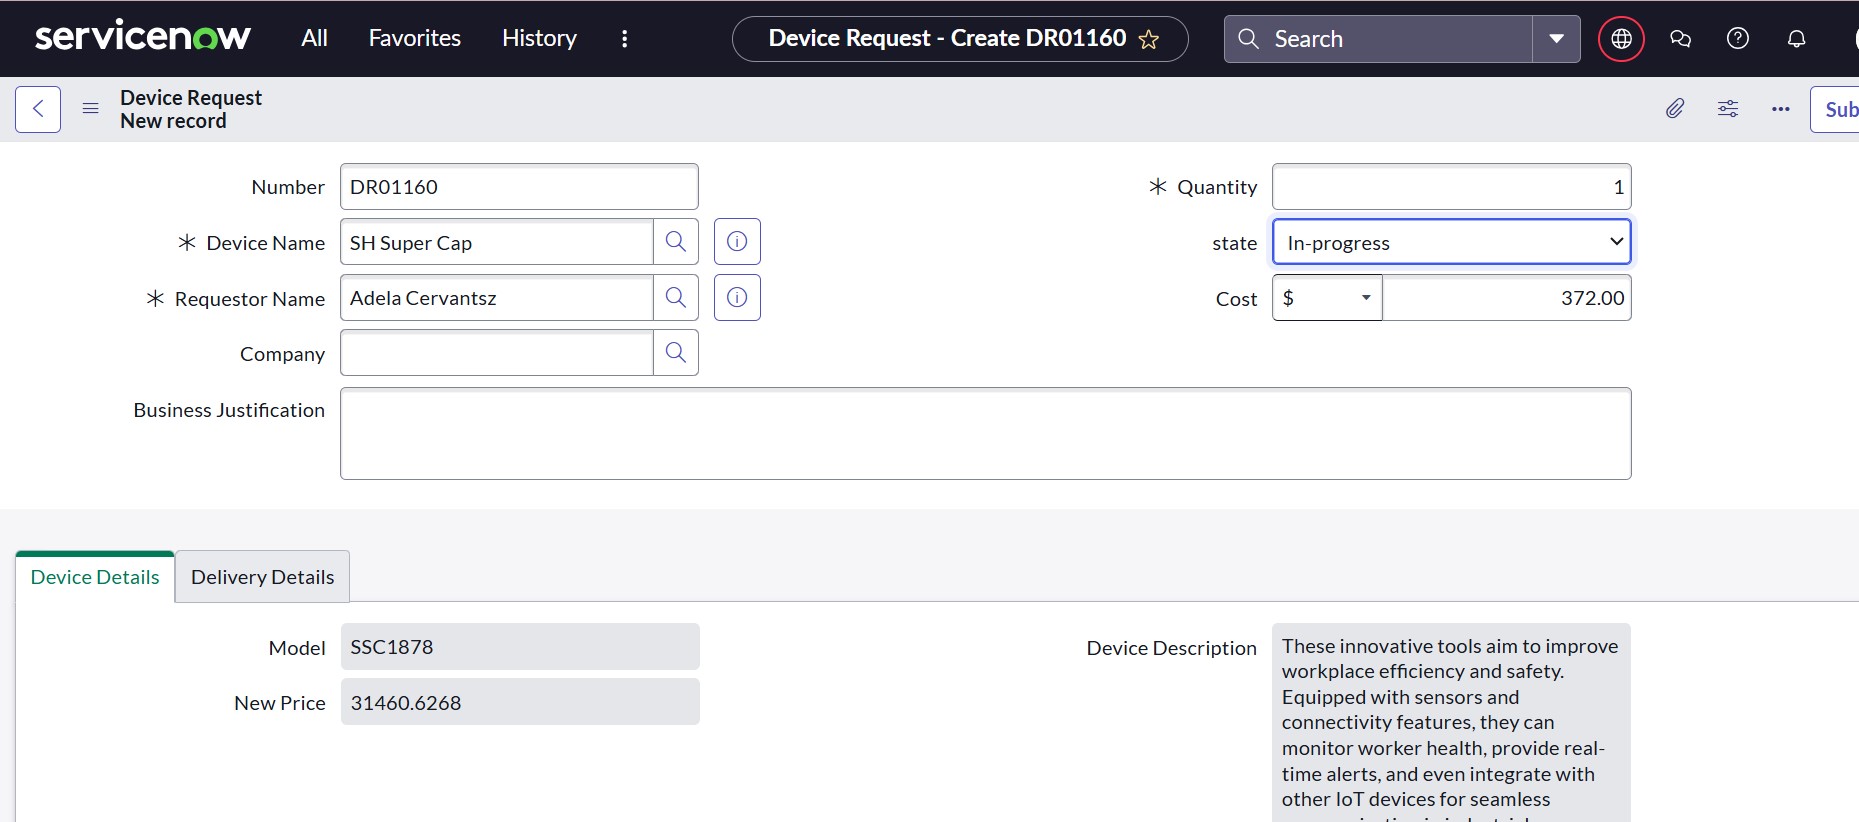 servicenow All Favorites History Device Request - Create DR01160 Search
Device Request
New record
Sub
Number DR01160
* Quantity 1
* Device Name SH Super Cap
state In-progress
* Requestor Name Adela Cervantsz
Cost $ 372.00
Company
Business Justification
Device Details Delivery Details
Model SSC1878
New Price 31460.6268
Device Description
These innovative tools aim to improve
workplace efficiency and safety.
Equipped with sensors and
connectivity features, they can
monitor worker health, provide real-
time alerts, and even integrate with
other IoT devices for seamless